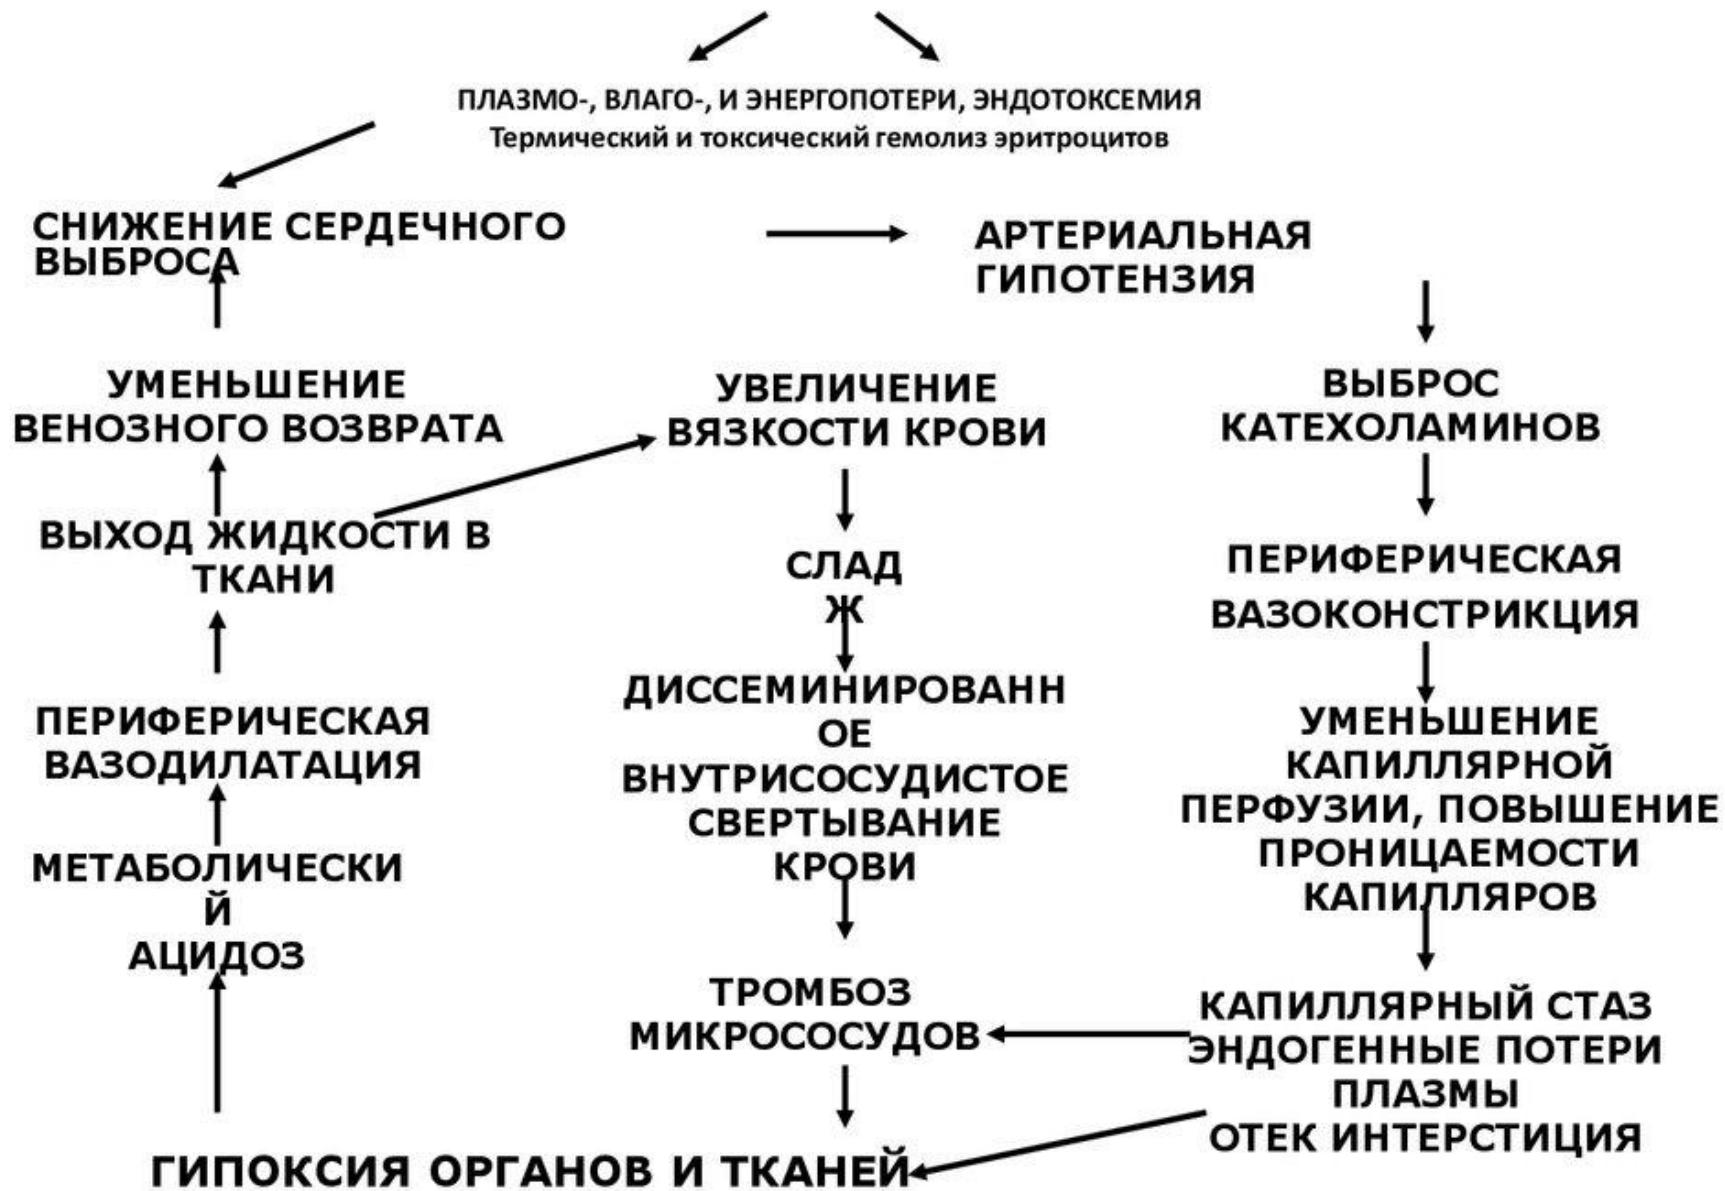 ПЛАЗМО-, ВЛАГО-, И ЭНЕРГОПОТЕРИ, ЭНДОТОКСЕМИЯ
Термический и токсический гемолиз эритроцитов
СНИЖЕНИЕ СЕРДЕЧНОГО
ВЫБРОСА
АРТЕРИАЛЬНАЯ
ГИПОТЕНЗИЯ
УМЕНЬШЕНИЕ
ВЕНОЗНОГО ВОЗВРАТА
УВЕЛИЧЕНИЕ
ВЯЗКОСТИ КРОВИ
ВЫБРОС
КАТЕХОЛАМИНОВ
ВЫХОД ЖИДКОСТИ В
ТКАНИ
СЛАД
Ж
ПЕРИФЕРИЧЕСКАЯ
ВАЗОКОНСТРИКЦИЯ
ПЕРИФЕРИЧЕСКАЯ
ВАЗОДИЛАТАЦИЯ
ДИССЕМИНИРОВАНН
ОЕ
ВНУТРИСОСУДИСТОЕ
СВЕРТЫВАНИЕ
КРОВИ
УМЕНЬШЕНИЕ
КАПИЛЛЯРНОЙ
ПЕРФУЗИИ, ПОВЫШЕНИЕ
ПРОНИЦАЕМОСТИ
КАПИЛЛЯРОВ
МЕТАБОЛИЧЕСКИ
Й
АЦИДОЗ
ТРОМБОЗ
МИКРОСОСУДОВ
КАПИЛЛЯРНЫЙ СТАЗ
ЭНДОГЕННЫЕ ПОТЕРИ
ПЛАЗМЫ
ОТЕК ИНТЕРСТИЦИЯ
ГИПОКСИЯ ОРГАНОВ И ТКАНЕЙ